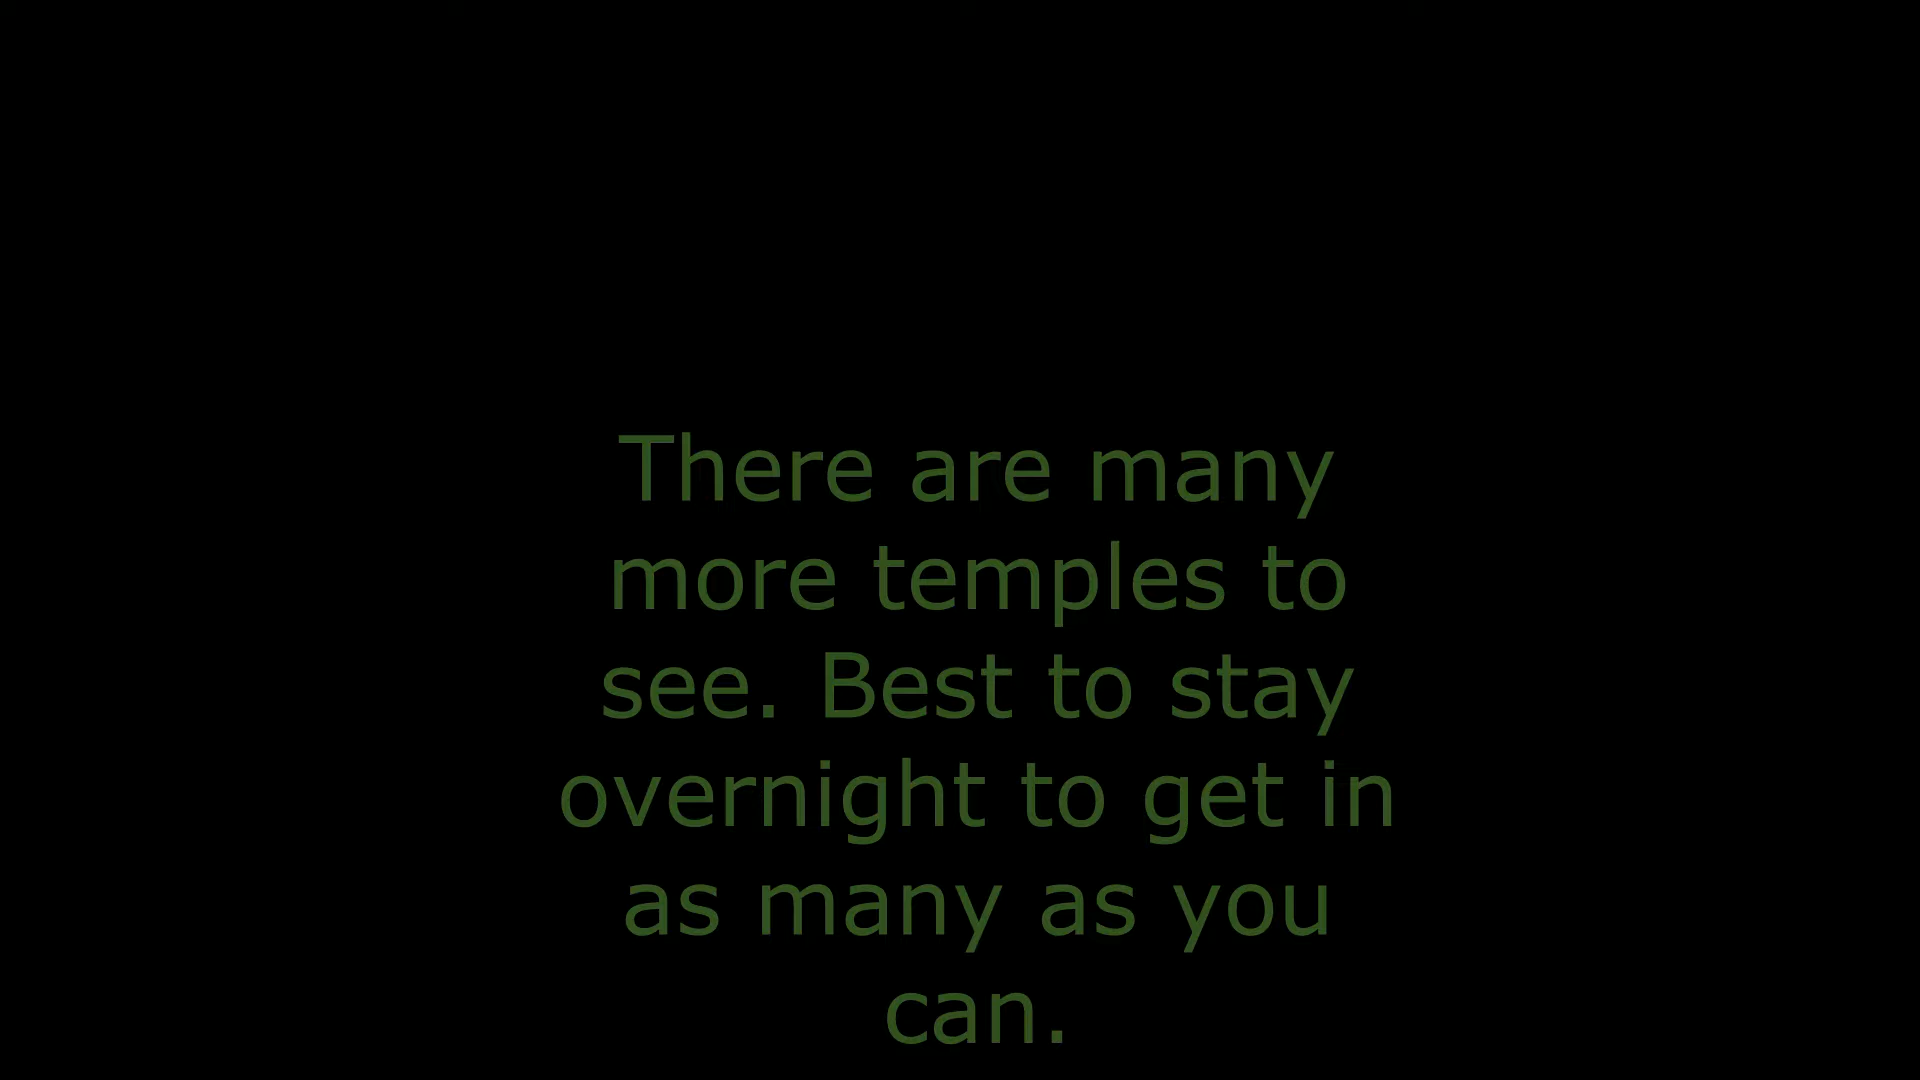 There are many
more temples to
see. Best to stay
overnight to get in
as many as you
can.